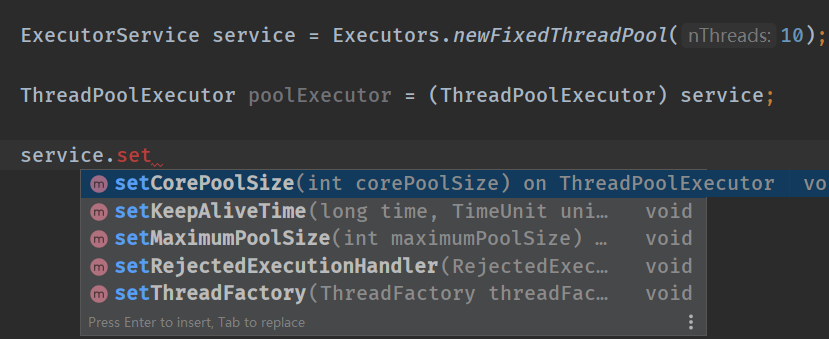 ExecutorService service = Executors.newFixedThreadPool( nThreads: 10);
ThreadPoolExecutor poolExecutor = (ThreadPoolExecutor) service;
service.set
m setCorePoolSize(int corePoolSize) on ThreadPoolExecutor vo
m setKeepAliveTime(long time, TimeUnit uni… void
m setMaximumPoolSize(int maximumPoolSize) … void
m setRejectedExecutionHandler(RejectedExec… void
m setThreadFactory(ThreadFactory threadFac… void
Press Enter to insert, Tab to replace